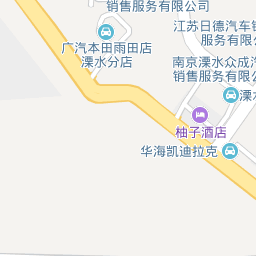 销售服务有限公司
江苏日德汽车销
服务有限公
广汽本田雨田店
溧水分店
南京溧水众成汽
销售服务有限公
溧水
柚子酒店
华海凯迪拉克